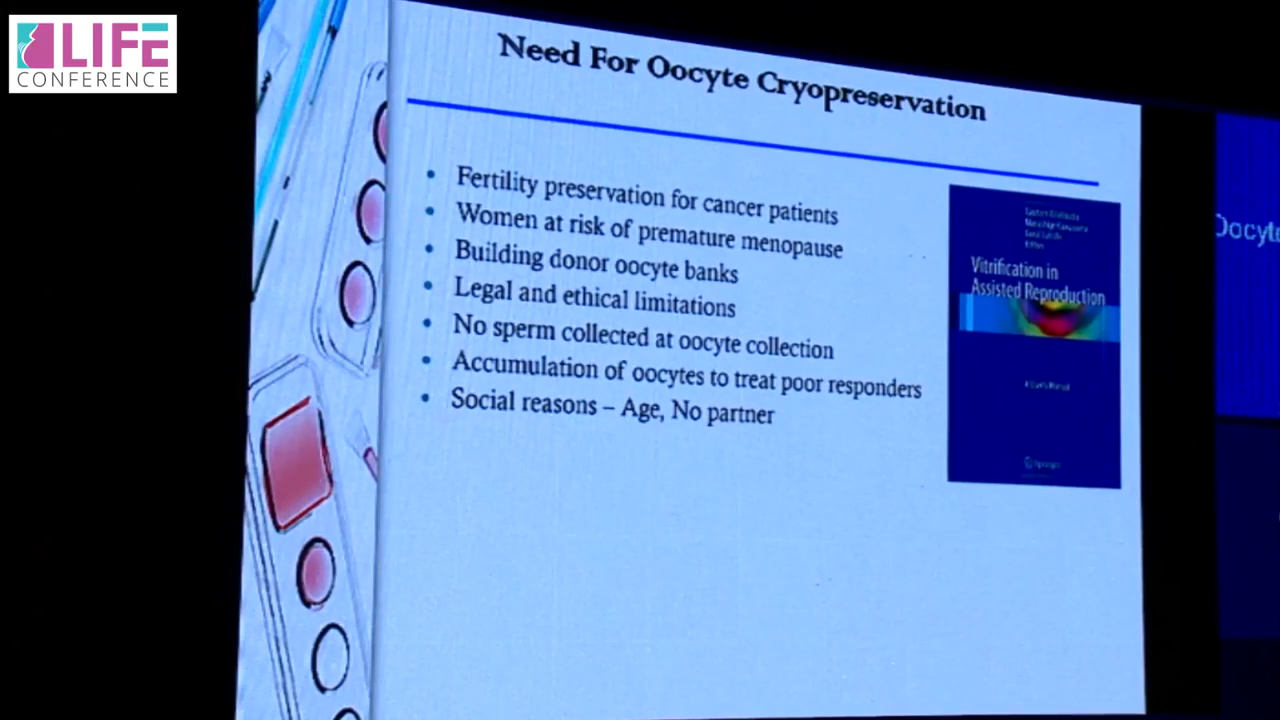 LIFE
CONFERENCE
Need For Oocyte Cryopreservation
• Fertility preservation for cancer patients
• Women at risk of premature menopause
• Building donor oocyte banks
• Legal and ethical limitations
• No sperm collected at oocyte collection
• Accumulation of oocytes to treat poor responders
• Social reasons – Age, No partner
Vitrification in
Assisted Reproduction
Springer